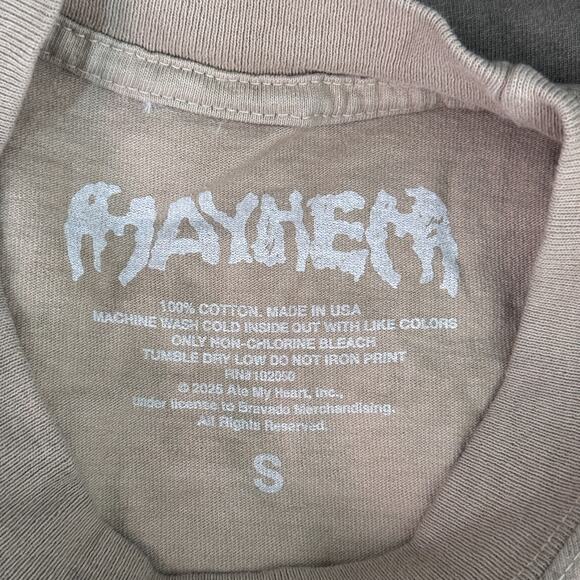 MAYHEM
100% COTTON. MADE IN USA
MACHINE WASH COLD INSIDE OUT WITH LIKE COLORS
ONLY NON-CHLORINE BLEACH
TUMBLE DRY LOW DO NOT IRON PRINT
RN#102050
© 2025 Ate My Heart, Inc.,
under license to Bravado Merchandising.
All Rights Reserved.
S